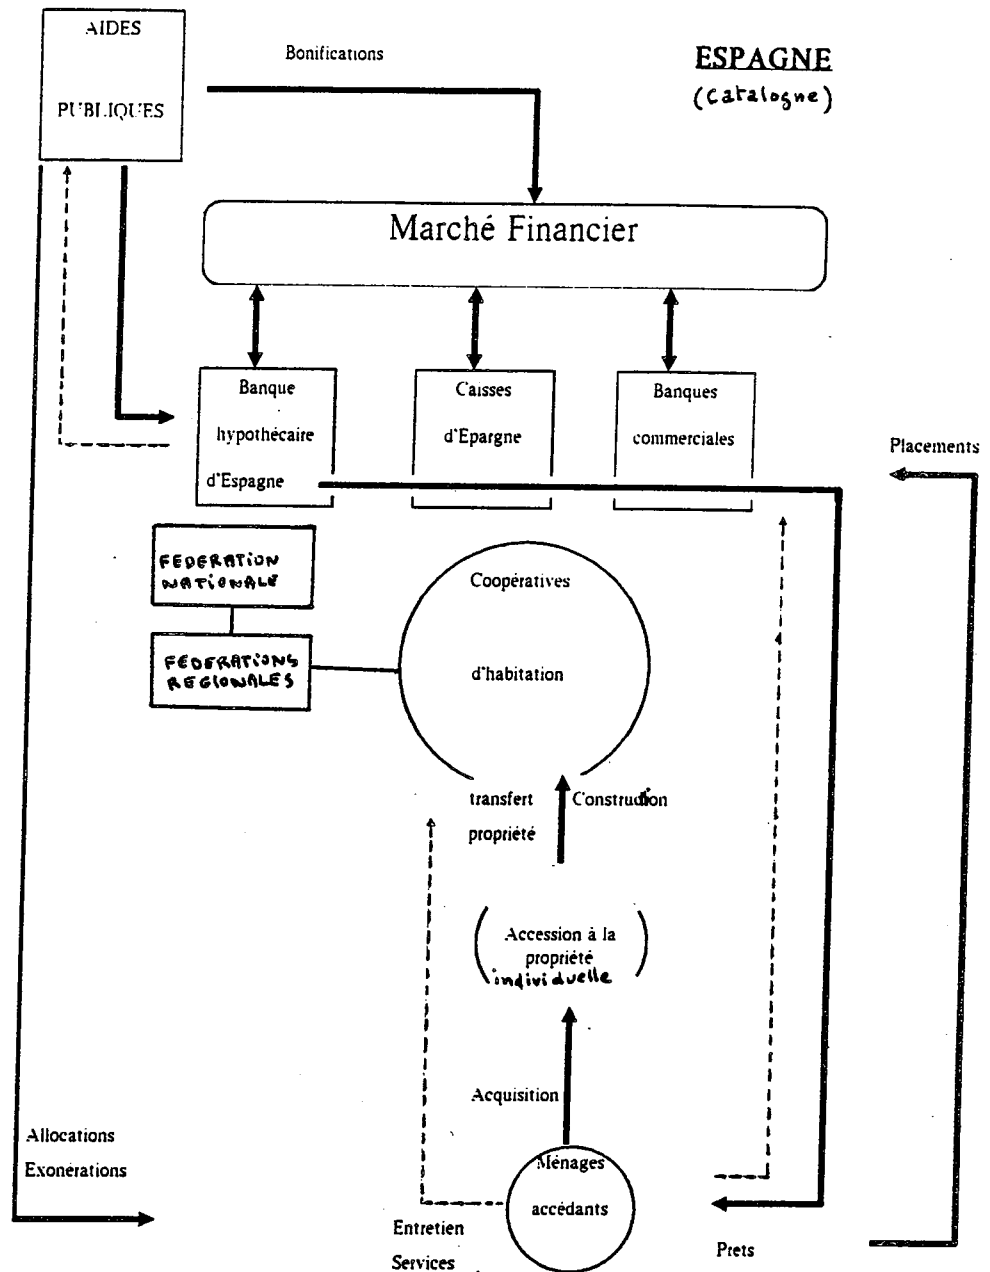 AIDES
PUBLIQUES
Bonifications
ESPAGNE
(Catalogne)
Marché Financier
Banque
hypothécaire
d'Espagne
Caisses
d'Epargne
Banques
commerciales
Placements
FEDERATION
NATIONALE
FEDERATIONS
REGIONALES
Coopératives
d'habitation
transfert
propriété
Construction
Accession à la
propriété
individuelle
Acquisition
Allocations
Exonérations
Ménages
accédants
Entretien
Services
Prets